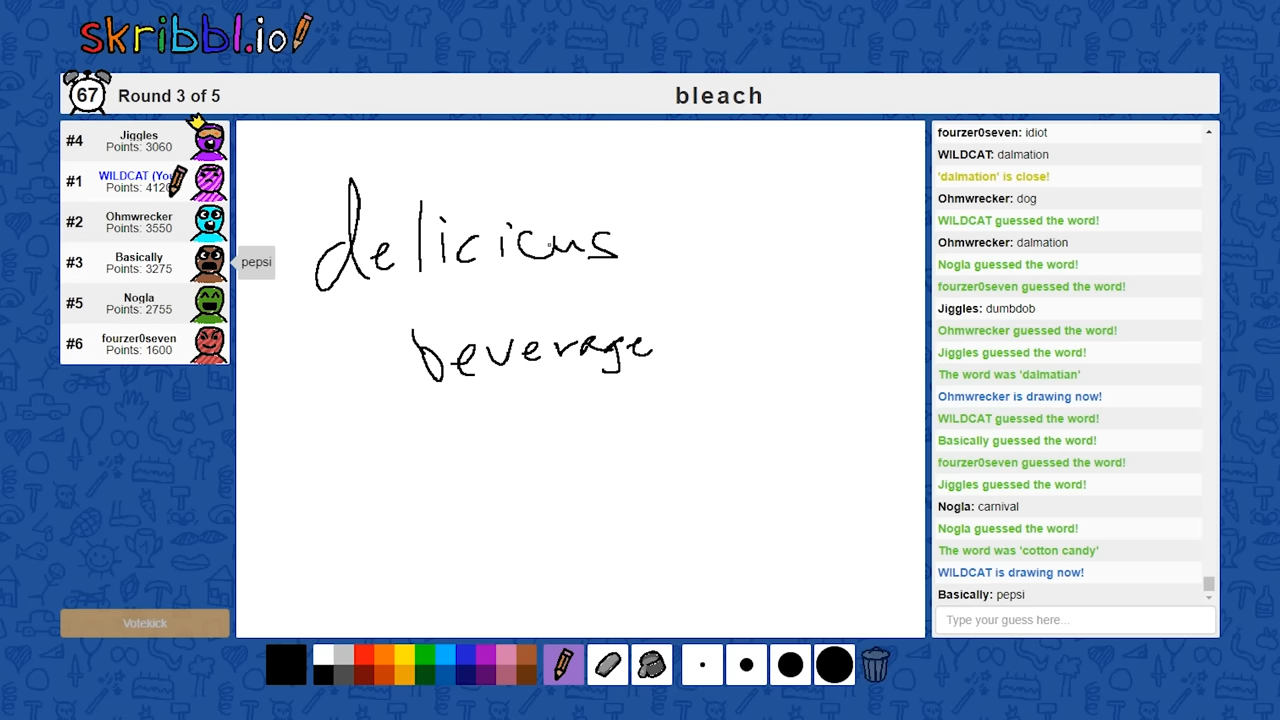 skribbl.io!
67
Round 3 of 5
bleach
#4
Jiggles
Points: 3060
#1
WILDCAT (You
Points: 4120
#2
Ohmwrecker
Points: 3550
#3
Basically
Points: 3275
pepsi
#5
Nogla
Points: 2755
#6
fourzer0seven
Points: 1600
Votekick
delicious
beverage
fourzer0seven: idiot
WILDCAT: dalmation
'dalmation' is close!
Ohmwrecker: dog
WILDCAT guessed the word!
Ohmwrecker: dalmation
Nogla guessed the word!
fourzer0seven guessed the word!
Jiggles: dumbdob
Ohmwrecker guessed the word!
Jiggles guessed the word!
The word was 'dalmatian'
Ohmwrecker is drawing now!
WILDCAT guessed the word!
Basically guessed the word!
fourzer0seven guessed the word!
Jiggles guessed the word!
Nogla: carnival
Nogla guessed the word!
The word was 'cotton candy'
WILDCAT is drawing now!
Basically: pepsi
Type your guess here...